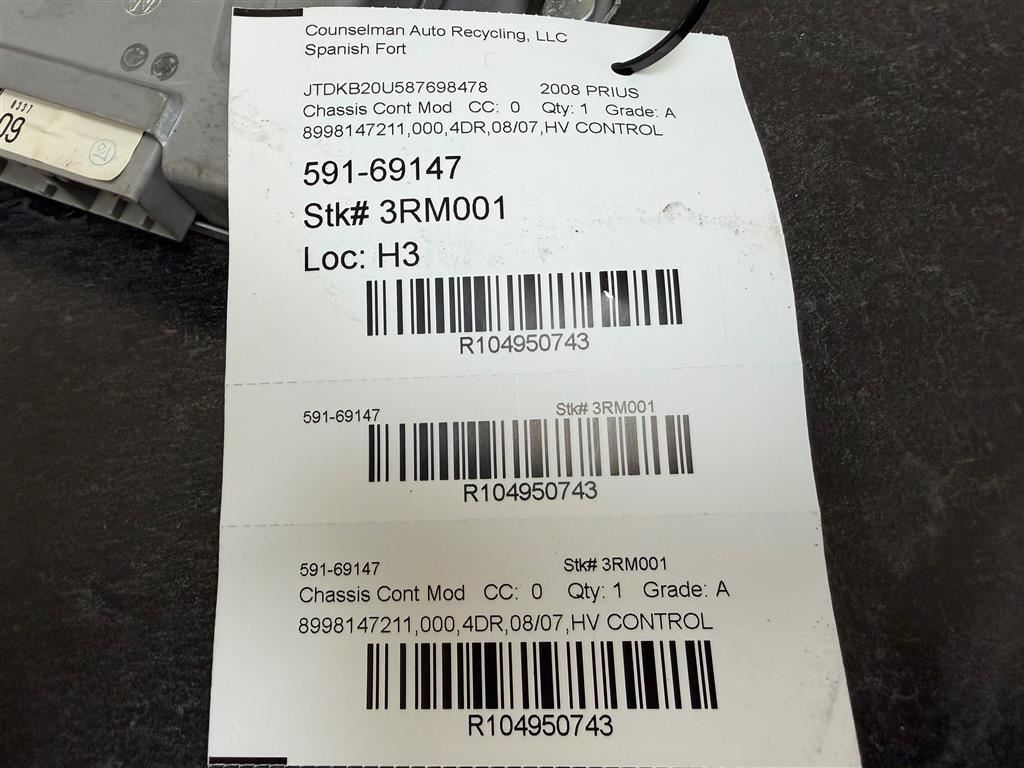 Counselman Auto Recycling, LLC
Spanish Fort
JTDKB20U587698478 2008 PRIUS
Chassis Cont Mod CC: 0 Qty: 1 Grade: A
8998147211,000,4DR,08/07,HV CONTROL
591-69147
Stk# 3RM001
Loc: H3
R104950743
591-69147 Stk# 3RM001
R104950743
591-69147 Stk# 3RM001
Chassis Cont Mod CC: 0 Qty: 1 Grade: A
8998147211,000,4DR,08/07,HV CONTROL
R104950743
0337
09